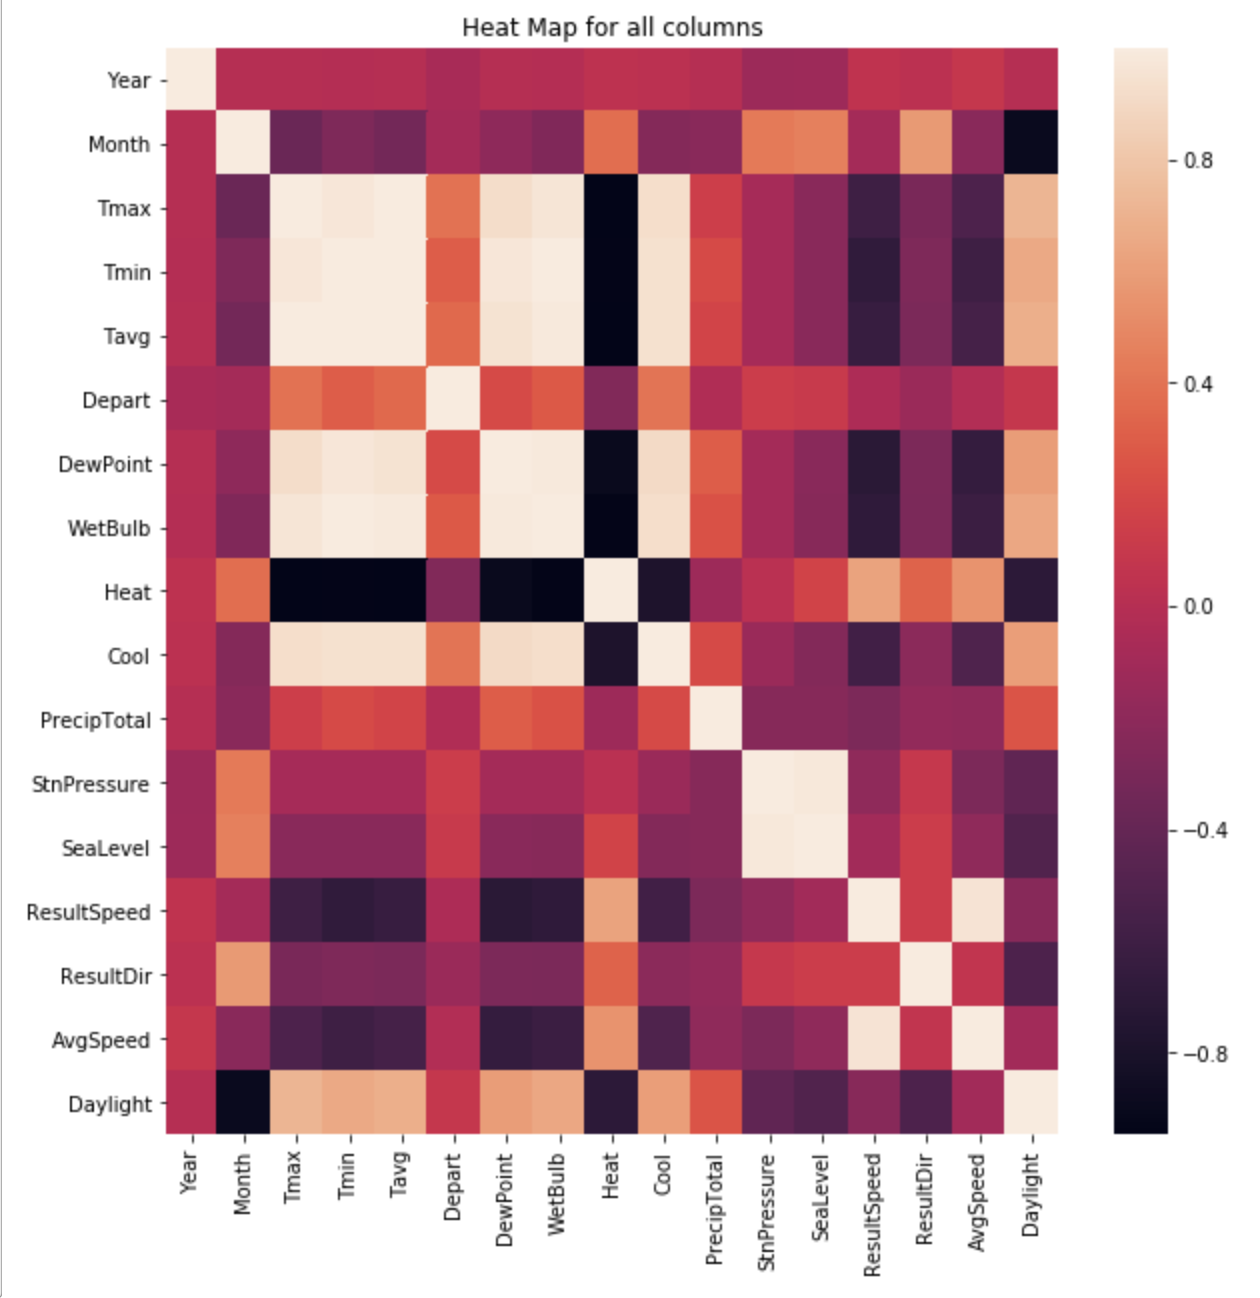 Heat Map for all columns
Year
Month
Tmax
Tmin
Tavg
Depart
DewPoint
WetBulb
Heat
Cool
PrecipTotal
StnPressure
SeaLevel
ResultSpeed
ResultDir
AvgSpeed
Daylight
Year
Month
Tmax
Tmin
Tavg
Depart
DewPoint
WetBulb
Heat
Cool
PrecipTotal
StnPressure
SeaLevel
ResultSpeed
ResultDir
AvgSpeed
Daylight
0.8
0.4
0.0
−0.4
−0.8